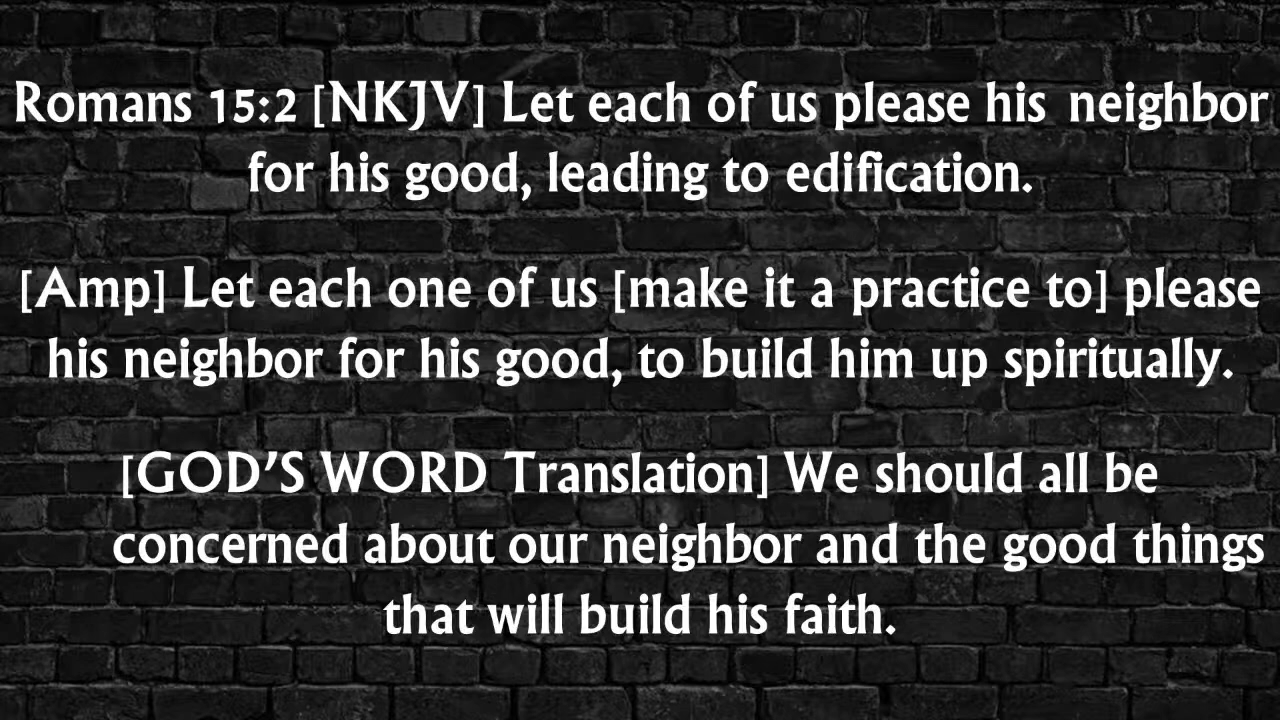 Romans 15:2 [NKJV] Let each of us please his neighbor
for his good, leading to edification.
[Amp] Let each one of us [make it a practice to] please
his neighbor for his good, to build him up spiritually.
[GOD'S WORD Translation] We should all be
concerned about our neighbor and the good things
that will build his faith.